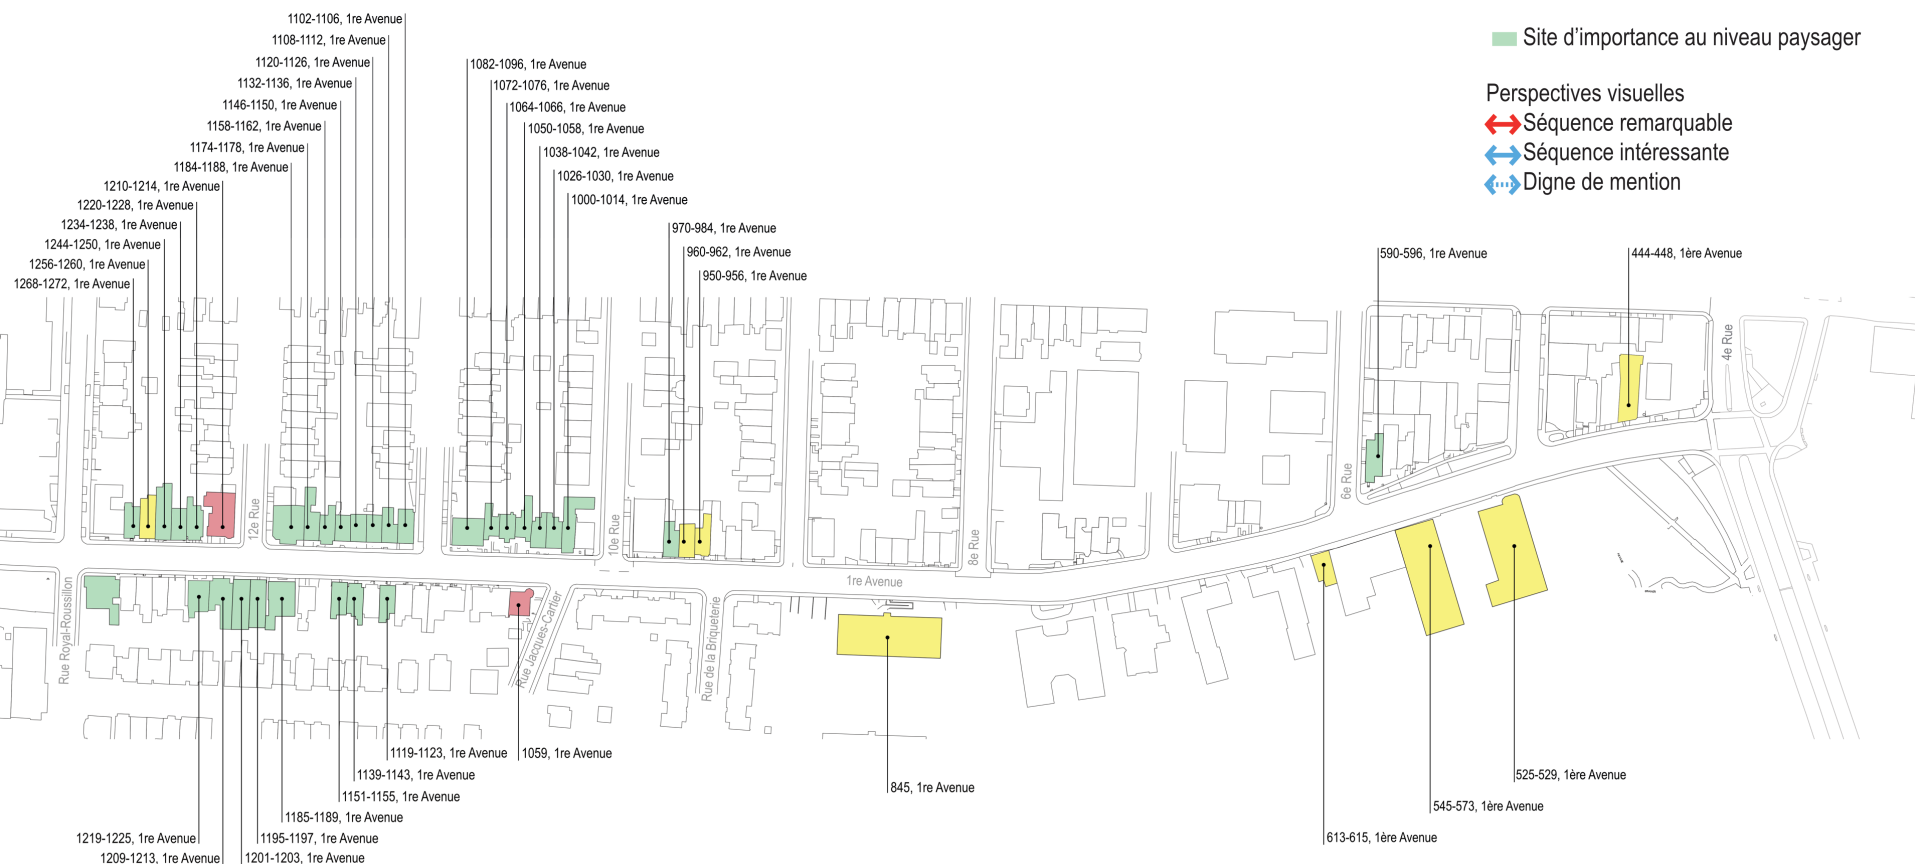 1102-1106, 1re Avenue
1108-1112, 1re Avenue
1120-1126, 1re Avenue
1132-1136, 1re Avenue
1146-1150, 1re Avenue
1158-1162, 1re Avenue
1174-1178, 1re Avenue
1184-1188, 1re Avenue
1210-1214, 1re Avenue
1220-1228, 1re Avenue
1234-1238, 1re Avenue
1244-1250, 1re Avenue
1256-1260, 1re Avenue
1268-1272, 1re Avenue
1082-1096, 1re Avenue
1072-1076, 1re Avenue
1064-1066, 1re Avenue
1050-1058, 1re Avenue
1038-1042, 1re Avenue
1026-1030, 1re Avenue
1000-1014, 1re Avenue
970-984, 1re Avenue
960-962, 1re Avenue
950-956, 1re Avenue
Site d'importance au niveau paysager
Perspectives visuelles
Séquence remarquable
Séquence intéressante
Digne de mention
590-596, 1re Avenue
444-448, 1ère Avenue
4e Rue
6e Rue
8e Rue
10e Rue
12e Rue
1re Avenue
Rue Royal-Roussillon
Rue Jacques-Cartier
Rue de la Briqueterie
1119-1123, 1re Avenue
1059, 1re Avenue
1139-1143, 1re Avenue
1151-1155, 1re Avenue
1185-1189, 1re Avenue
1219-1225, 1re Avenue
1195-1197, 1re Avenue
1209-1213, 1re Avenue
1201-1203, 1re Avenue
845, 1re Avenue
525-529, 1ère Avenue
545-573, 1ère Avenue
613-615, 1ère Avenue